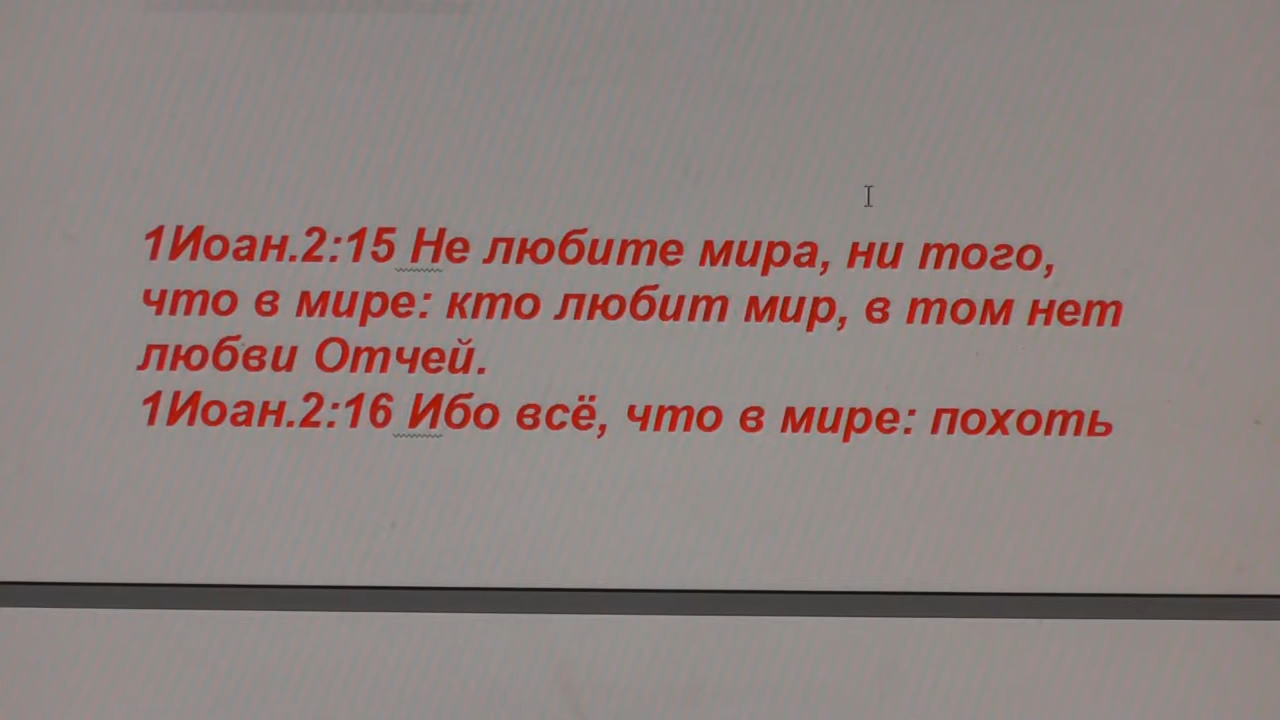 1Иоан.2:15 Не любите мира, ни того,
что в мире: кто любит мир, в том нет
любви Отчей.
1Иоан.2:16 Ибо всё, что в мире: похоть